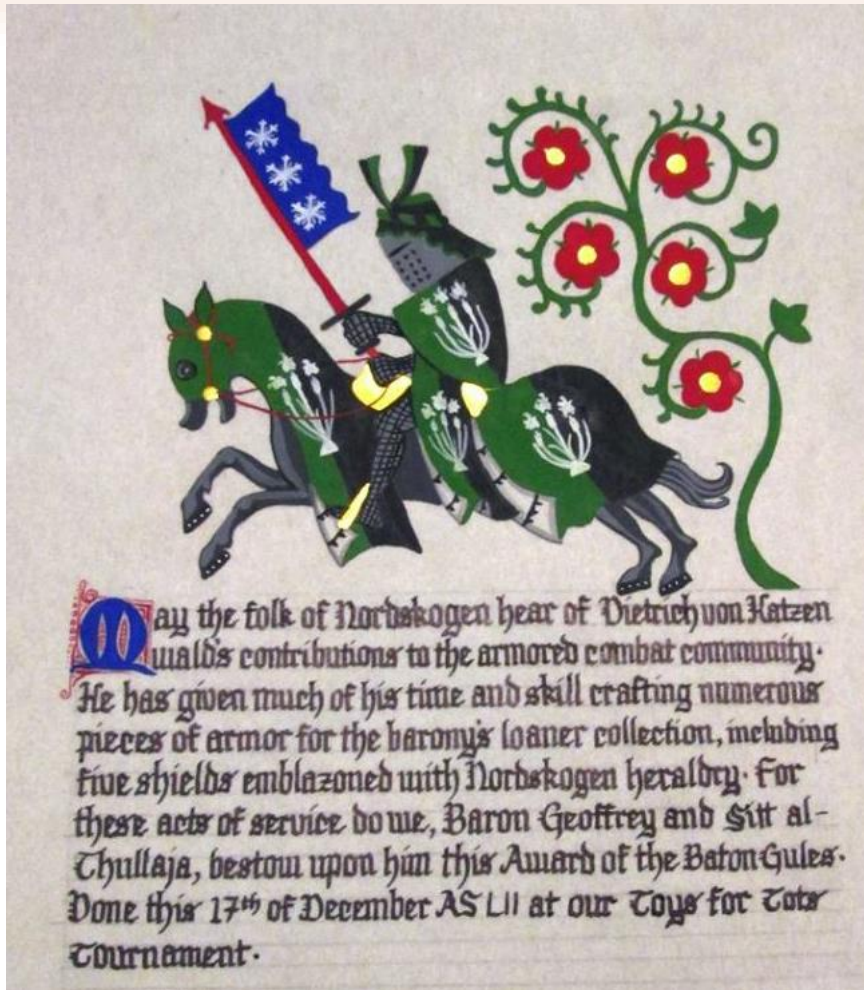 May the folk of Nordskogen hear of Dietrich von Katzen
wald's contributions to the armored combat community.
He has given much of his time and skill crafting numerous
pieces of armor for the barony's loaner collection, including
five shields emblazoned with Nordskogen heraldry. For
these acts of service do we, Baron Geoffrey and Sitt al-
Thullaja, bestow upon him this Award of the Baton Gules.
Done this 17th of December AS LII at our Toys for Tots
Tournament.